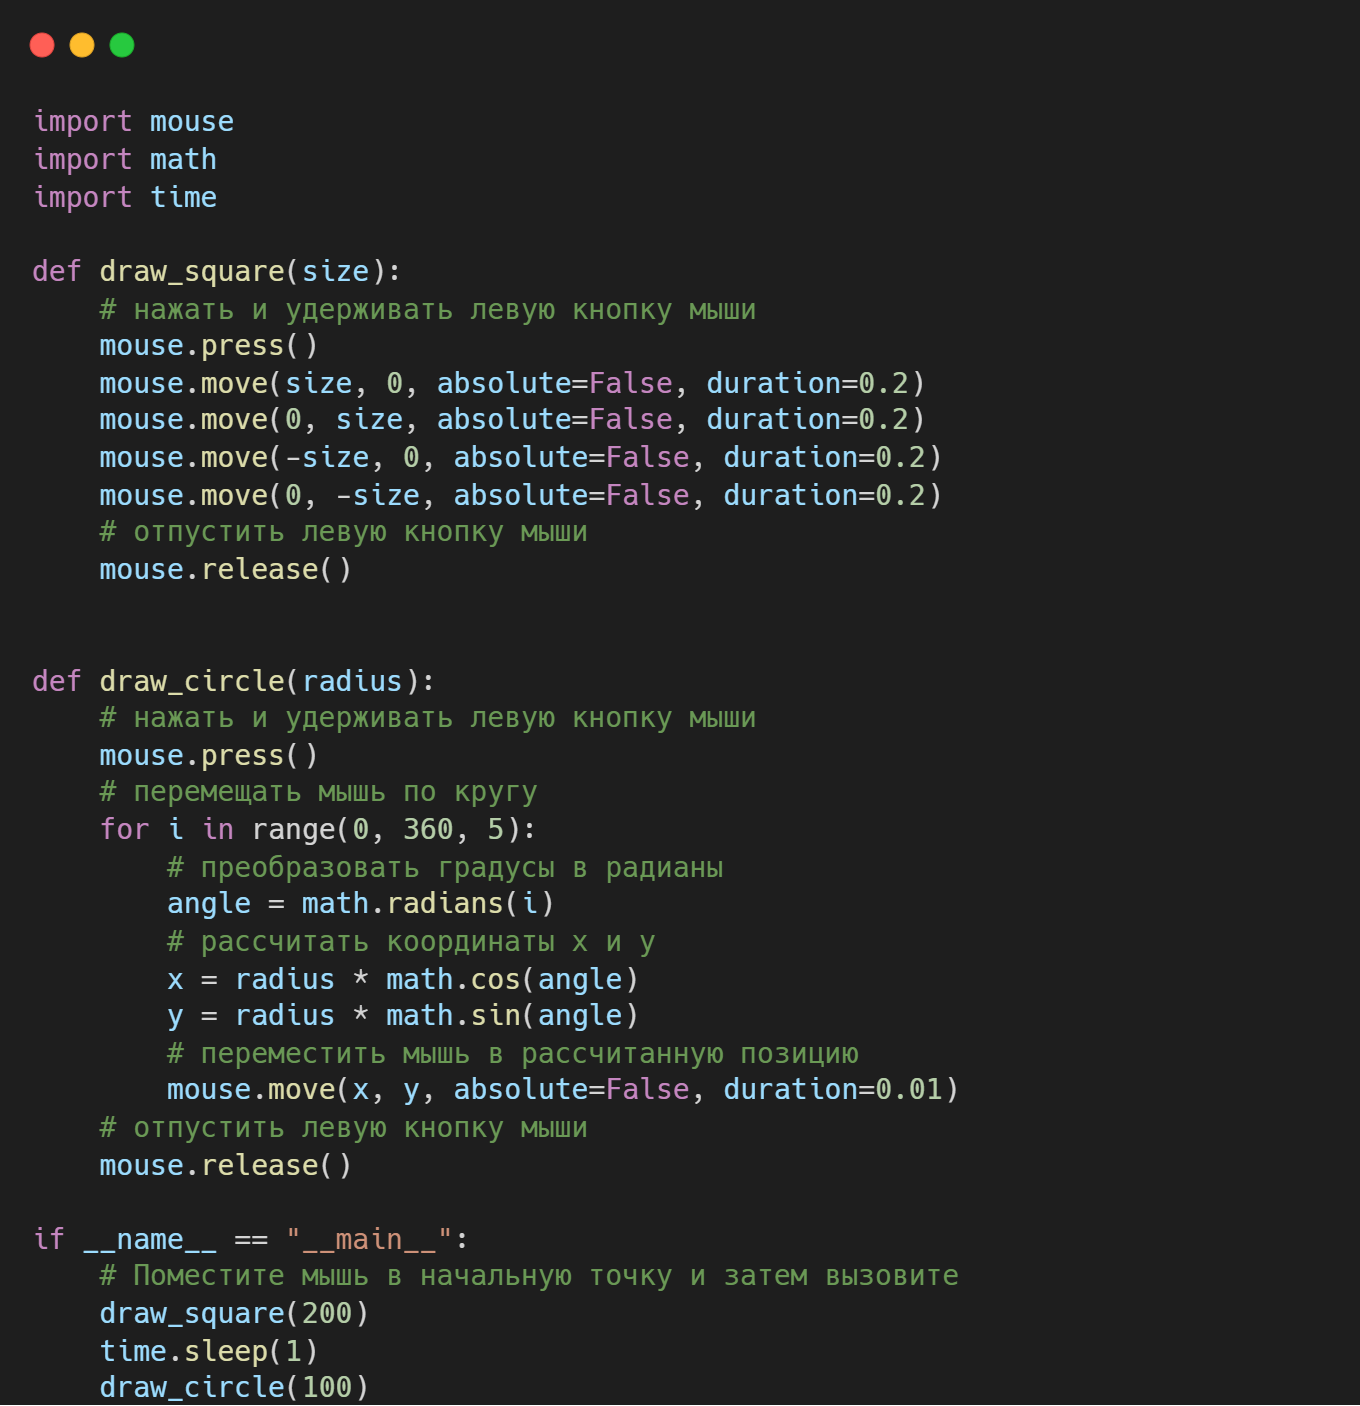 import mouse
import math
import time
def draw_square(size):
    # нажать и удерживать левую кнопку мыши
    mouse.press()
    mouse.move(size, 0, absolute=False, duration=0.2)
    mouse.move(0, size, absolute=False, duration=0.2)
    mouse.move(-size, 0, absolute=False, duration=0.2)
    mouse.move(0, -size, absolute=False, duration=0.2)
    # отпустить левую кнопку мыши
    mouse.release()
def draw_circle(radius):
    # нажать и удерживать левую кнопку мыши
    mouse.press()
    # перемещать мышь по кругу
    for i in range(0, 360, 5):
        # преобразовать градусы в радианы
        angle = math.radians(i)
        # рассчитать координаты x и y
        x = radius * math.cos(angle)
        y = radius * math.sin(angle)
        # переместить мышь в рассчитанную позицию
        mouse.move(x, y, absolute=False, duration=0.01)
    # отпустить левую кнопку мыши
    mouse.release()
if __name__ == "__main__":
    # Поместите мышь в начальную точку и затем вызовите
    draw_square(200)
    time.sleep(1)
    draw_circle(100)